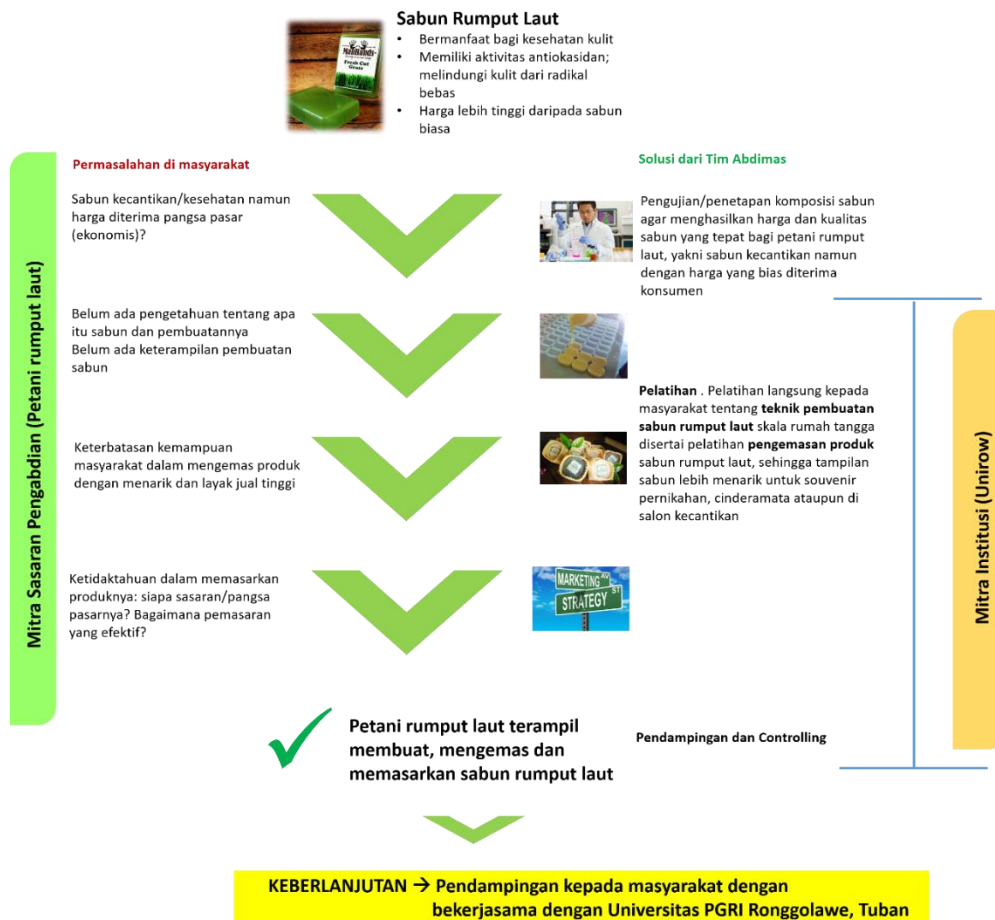 Sabun Rumput Laut
• Bermanfaat bagi kesehatan kulit
• Memiliki aktivitas antiokasidan;
melindungi kulit dari radikal
bebas
• Harga lebih tinggi daripada sabun
biasa
Fresh Cut
Grass
Mitra Sasaran Pengabdian (Petani rumput laut)
Permasalahan di masyarakat
Sabun kecantikan/kesehatan namun
harga diterima pangsa pasar
(ekonomis)?
Belum ada pengetahuan tentang apa
itu sabun dan pembuatannya
Belum ada keterampilan pembuatan
sabun
Keterbatasan kemampuan
masyarakat dalam mengemas produk
dengan menarik dan layak jual tinggi
Ketidaktahuan dalam memasarkan
produknya: siapa sasaran/pangsa
pasarnya? Bagaimana pemasaran
yang efektif?
Solusi dari Tim Abdimas
Pengujian/penetapan komposisi sabun
agar menghasilkan harga dan kualitas
sabun yang tepat bagi petani rumput
laut, yakni sabun kecantikan namun
dengan harga yang bias diterima
konsumen
Pelatihan . Pelatihan langsung kepada
masyarakat tentang teknik pembuatan
sabun rumput laut skala rumah tangga
disertai pelatihan pengemasan produk
sabun rumput laut, sehingga tampilan
sabun lebih menarik untuk souvenir
pernikahan, cinderamata ataupun di
salon kecantikan
MARKETING AV
STRATEGY ST
Mitra Institusi (Unirow)
Petani rumput laut terampil
membuat, mengemas dan
memasarkan sabun rumput laut
Pendampingan dan Controlling
KEBERLANJUTAN → Pendampingan kepada masyarakat dengan
bekerjasama dengan Universitas PGRI Ronggolawe, Tuban